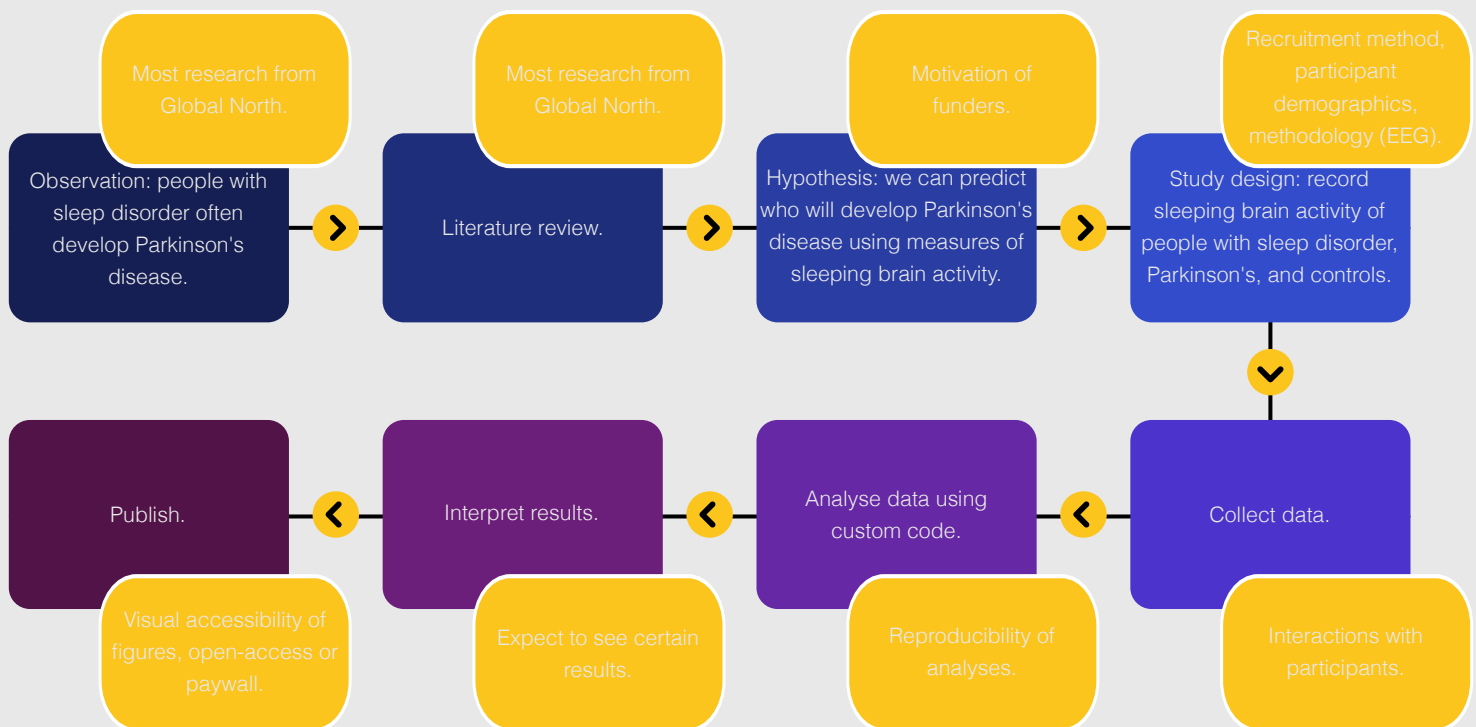 Most research from
Global North.
Observation: people with
sleep disorder often
develop Parkinson's
disease.
Most research from
Global North.
Literature review.
Motivation of
funders.
Hypothesis: we can predict
who will develop Parkinson's
disease using measures of
sleeping brain activity.
Recruitment method,
participant
demographics,
methodology (EEG).
Study design: record
sleeping brain activity of
people with sleep disorder,
Parkinson's, and controls.
Collect data.
Interactions with
participants.
Analyse data using
custom code.
Reproducibility of
analyses.
Interpret results.
Expect to see certain
results.
Publish.
Visual accessibility of
figures, open-access or
paywall.